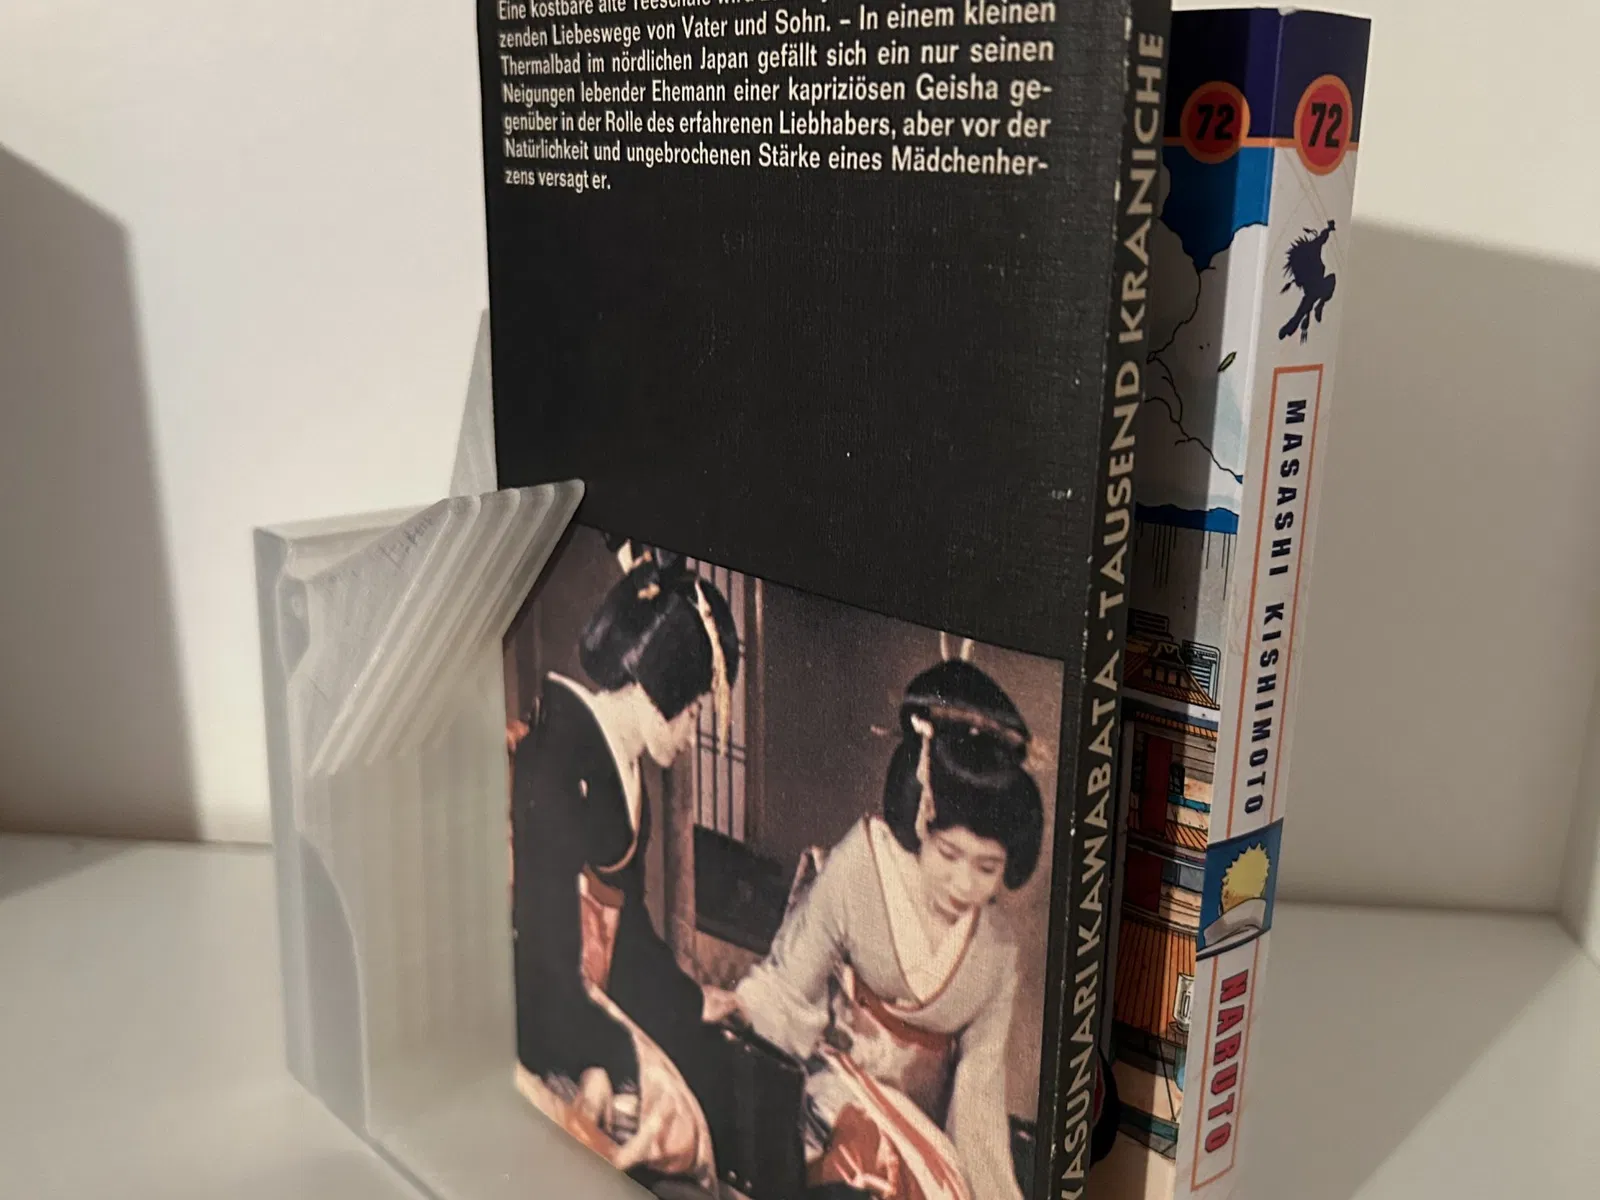 Eine kostbare alte Teeschale
zenden Liebeswege von Vater und Sohn. – In einem kleinen
Thermalbad im nördlichen Japan gefällt sich ein nur seinen
Neigungen lebender Ehemann einer kapriziösen Geisha ge-
genüber in der Rolle des erfahrenen Liebhabers, aber vor der
Natürlichkeit und ungebrochenen Stärke eines Mädchenher-
zens versagt er.
YASUNARI KAWABATA · TAUSEND KRANICHE
72
72
MASASHI KISHIMOTO
NARUTO